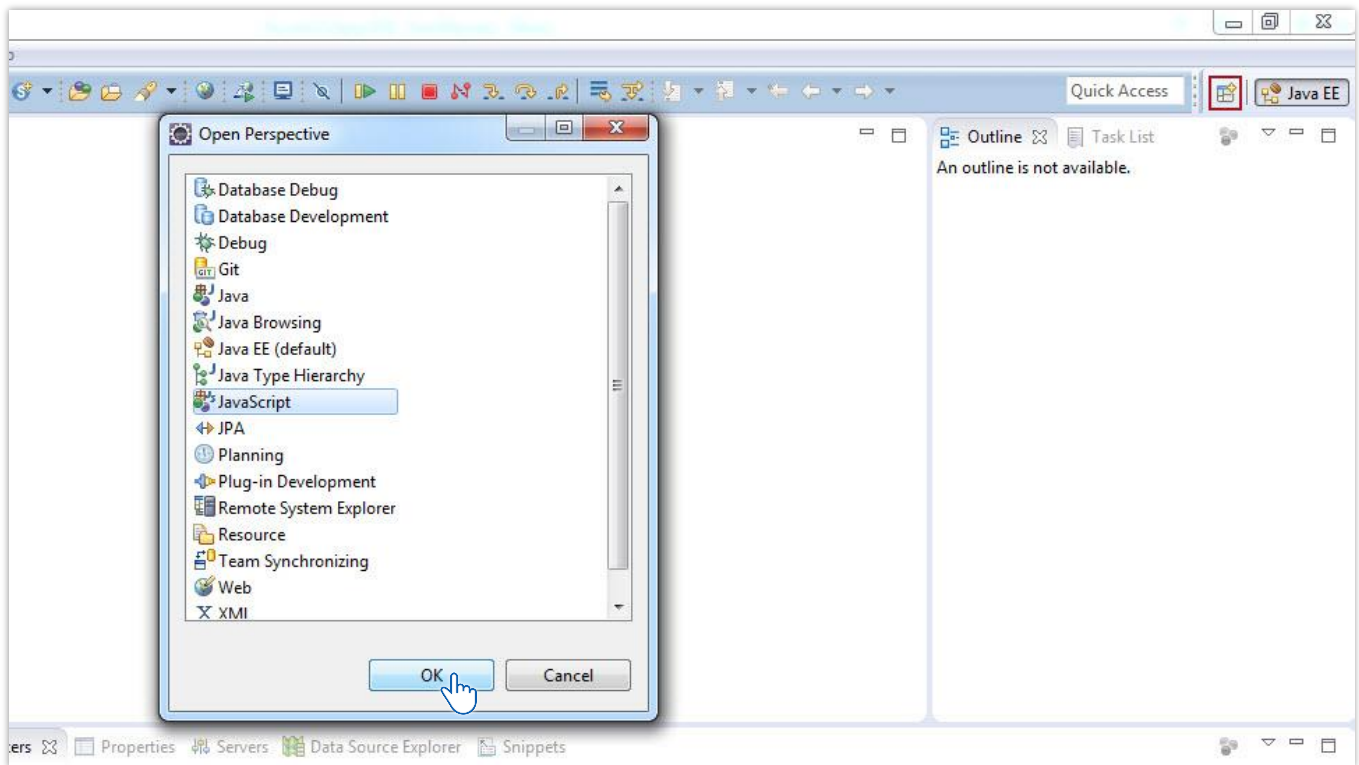 Quick Access
Java EE
Open Perspective
Outline
Task List
An outline is not available.
Database Debug
Database Development
Debug
GIT
Git
Java
Java Browsing
Java EE (default)
Java Type Hierarchy
JavaScript
JPA
Planning
Plug-in Development
Remote System Explorer
Resource
Team Synchronizing
Web
XML
OK
Cancel
ers
Properties
Servers
Data Source Explorer
Snippets